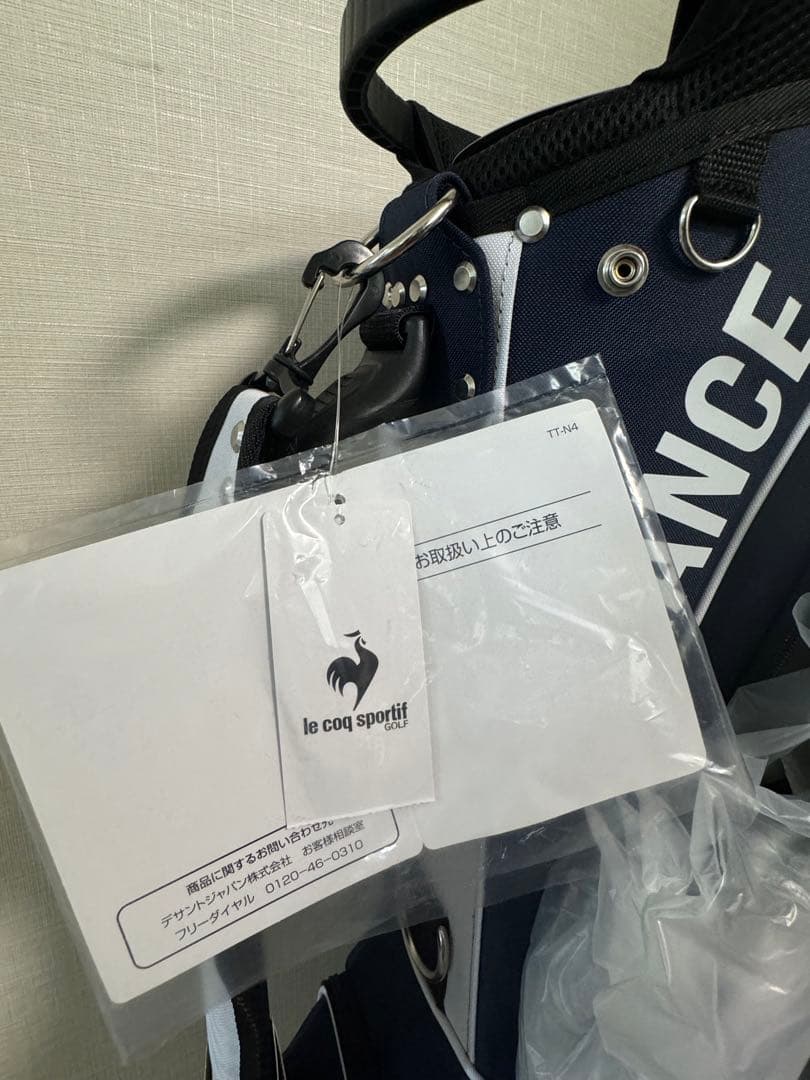 TT-N4
お取扱い上のご注意
le coq sportif
GOLF
ANCE
商品に関するお問い合わせ先
デサントジャパン株式会社 お客様相談室
フリーダイヤル 0120-46-0310